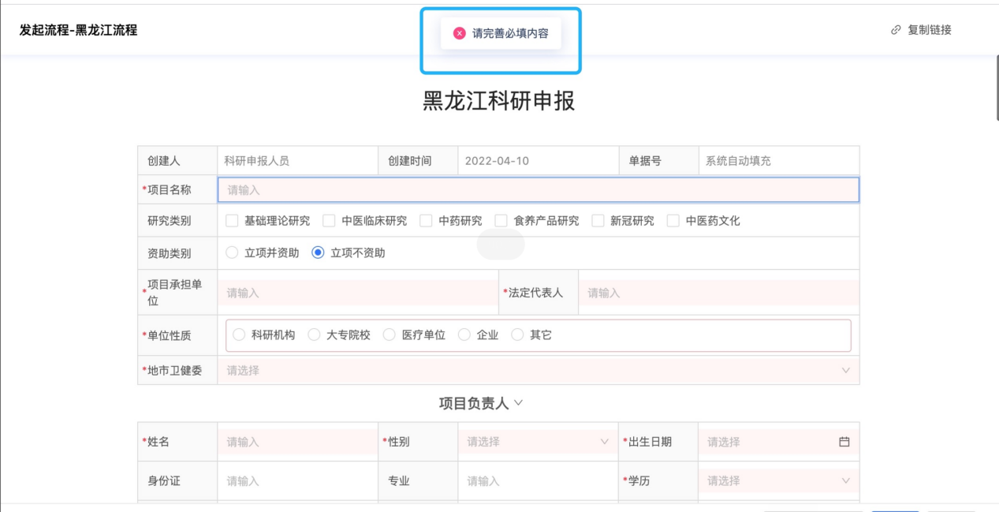 发起流程-黑龙江流程
请完善必填内容
复制链接
黑龙江科研申报
创建人 科研申报人员 创建时间 2022-04-10 单据号 系统自动填充
*项目名称 请输入
研究类别 基础理论研究 中医临床研究 中药研究 食养产品研究 新冠研究 中医药文化
资助类别 立项并资助 立项不资助
*项目承担单
位 请输入 *法定代表人 请输入
*单位性质 科研机构 大专院校 医疗单位 企业 其它
*地市卫健委 请选择
项目负责人
*姓名 请输入 *性别 请选择 *出生日期 请选择
身份证 请输入 专业 请输入 *学历 请选择